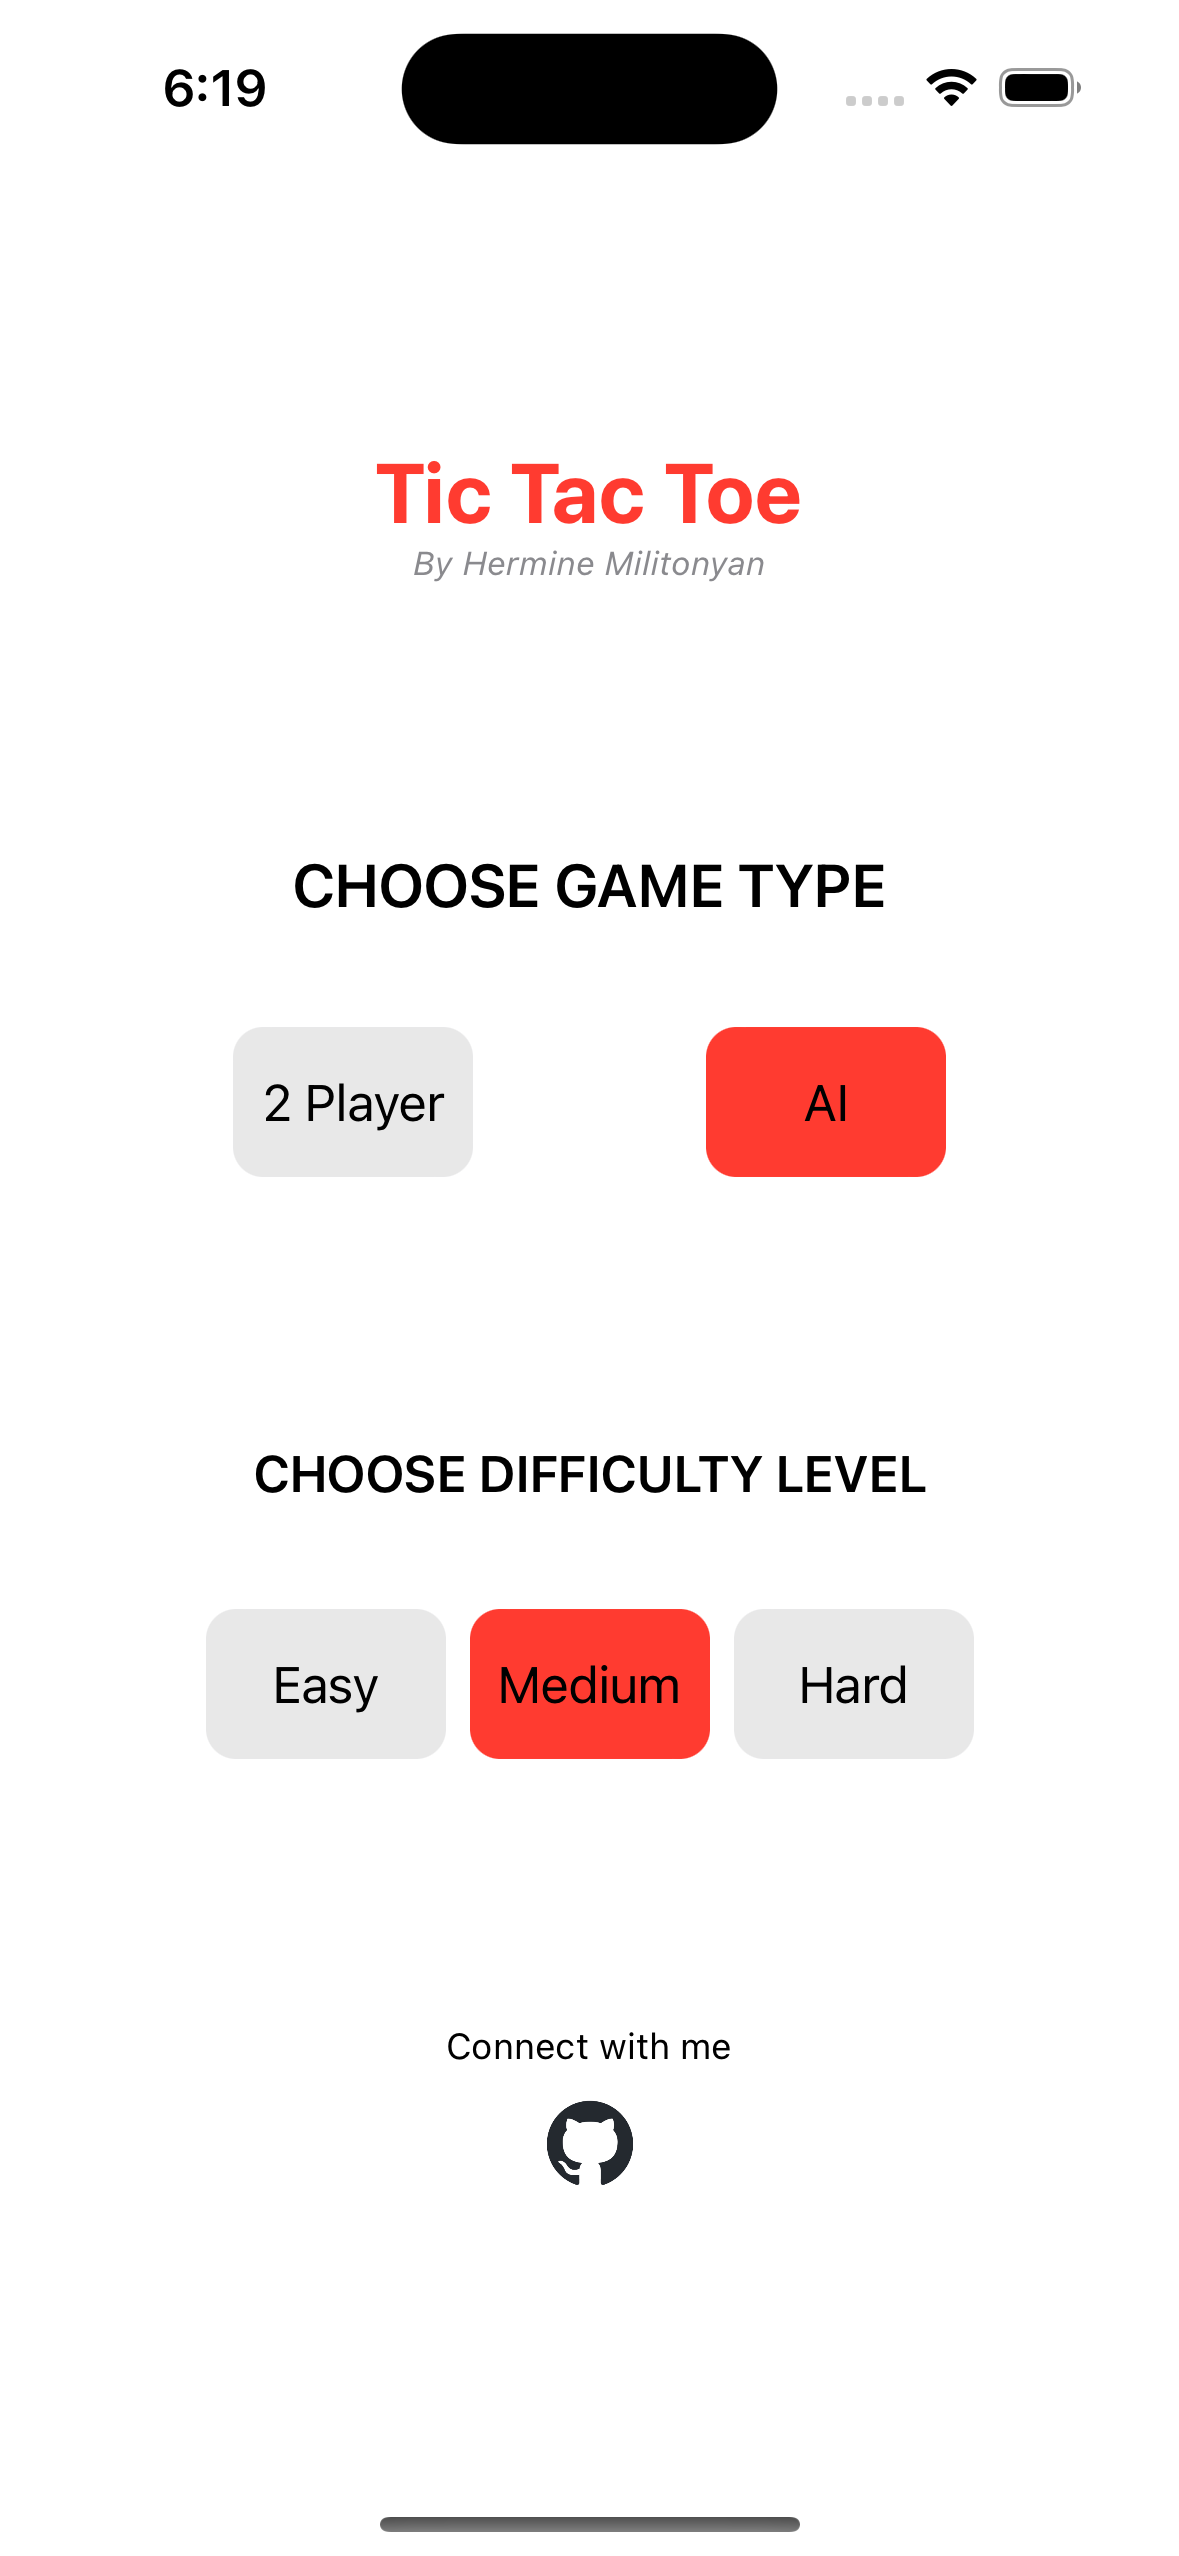 6:19
Tic Tac Toe
By Hermine Militonyan
CHOOSE GAME TYPE
2 Player AI
CHOOSE DIFFICULTY LEVEL
Easy Medium Hard
Connect with me